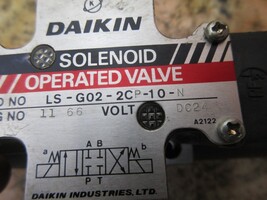 K
DAIKIN
SOLENOID
OPERATED VALVE
D NO LS-G02-2CP-10-N
G NO 11 66 VOLT DC24
A2122
a A B b
P T
DAIKIN INDUSTRIES, LTD.